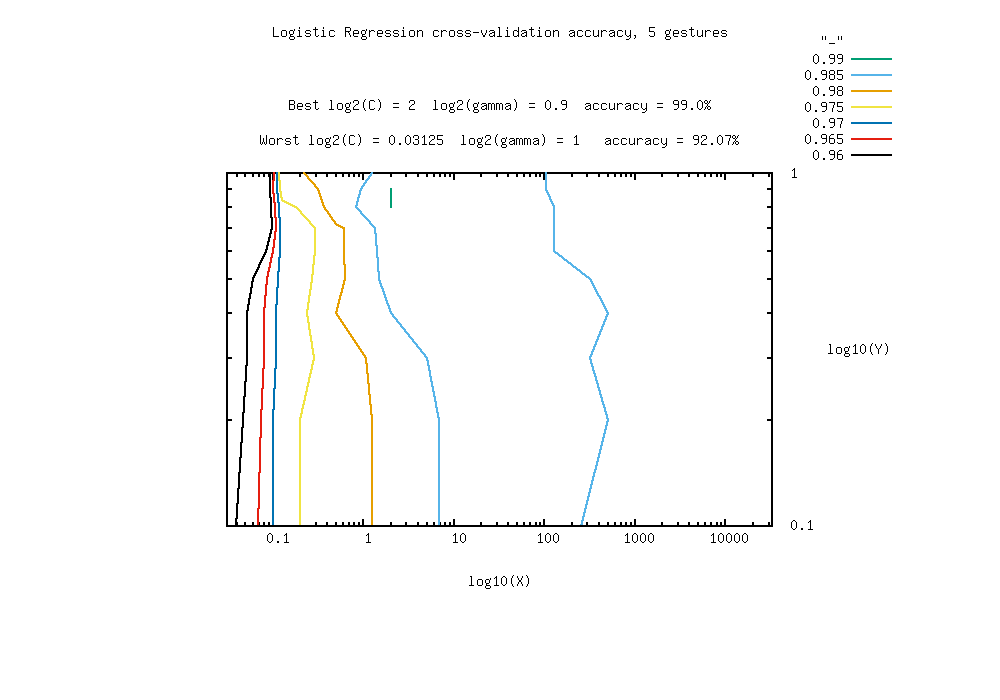 Logistic Regression cross-validation accuracy, 5 gestures
"_"
0.99
0.985
0.98
0.975
0.97
0.965
0.96
Best log2(C) = 2 log2(gamma) = 0.9 accuracy = 99.0%
Worst log2(C) = 0.03125 log2(gamma) = 1 accuracy = 92.07%
1
log10(Y)
0.1
0.1 1 10 100 1000 10000
log10(X)